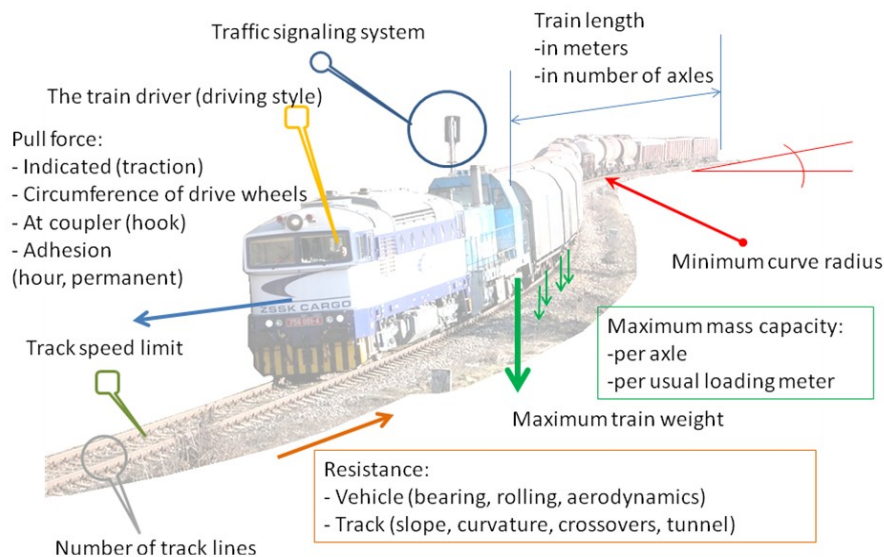 Traffic signaling system
Train length
-in meters
-in number of axles
The train driver (driving style)
Pull force:
- Indicated (traction)
- Circumference of drive wheels
- At coupler (hook)
- Adhesion
(hour, permanent)
Minimum curve radius
ZSSK CARGO
Track speed limit
Maximum mass capacity:
-per axle
-per usual loading meter
Maximum train weight
Resistance:
- Vehicle (bearing, rolling, aerodynamics)
- Track (slope, curvature, crossovers, tunnel)
Number of track lines